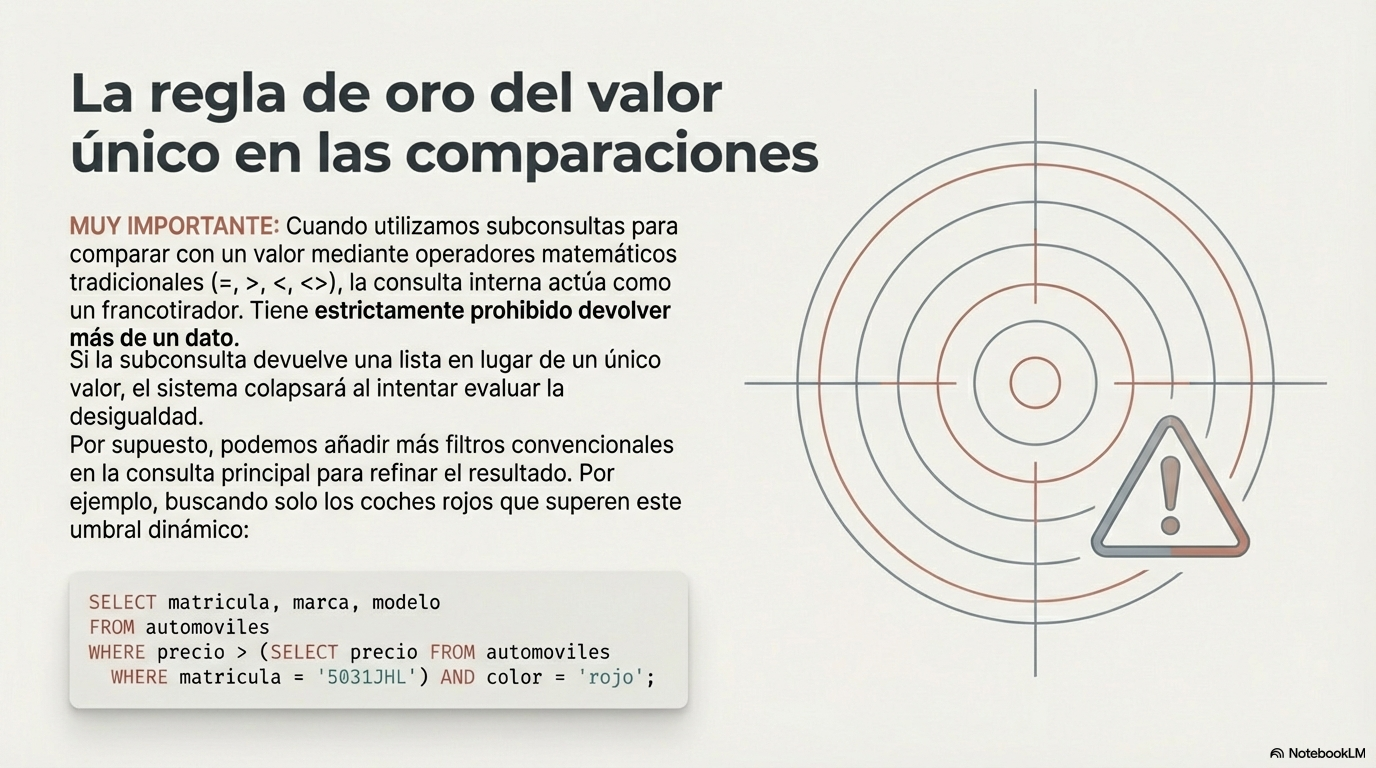 La regla de oro del valor
único en las comparaciones
MUY IMPORTANTE: Cuando utilizamos subconsultas para
comparar con un valor mediante operadores matemáticos
tradicionales (=, >, <, <>), la consulta interna actúa como
un francotirador. Tiene estrictamente prohibido devolver
más de un dato.
Si la subconsulta devuelve una lista en lugar de un único
valor, el sistema colapsará al intentar evaluar la
desigualdad.
Por supuesto, podemos añadir más filtros convencionales
en la consulta principal para refinar el resultado. Por
ejemplo, buscando solo los coches rojos que superen este
umbral dinámico:
SELECT matricula, marca, modelo
FROM automoviles
WHERE precio > (SELECT precio FROM automoviles
WHERE matricula = '5031JHL') AND color = 'rojo';
NotebookLM